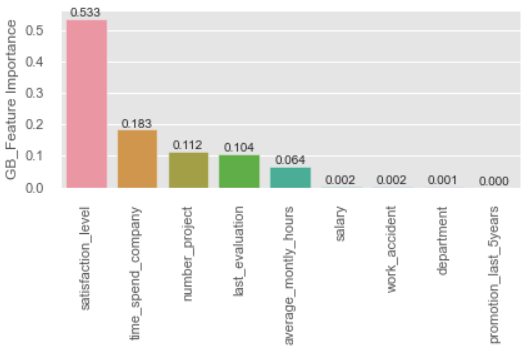 GB_Feature Importance
0.5
0.4
0.3
0.2
0.1
0.0
0.533
0.183
0.112
0.104
0.064
0.002
0.002
0.001
0.000
satisfaction_level
time_spend_company
number_project
last_evaluation
average_montly_hours
salary
work_accident
department
promotion_last_5years